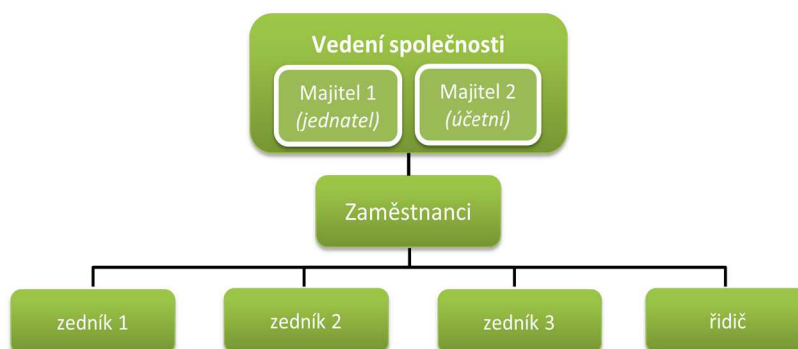 Vedení společnosti
Majitel 1
(jednatel)
Majitel 2
(účetní)
Zaměstnanci
zedník 1
zedník 2
zedník 3
řidič